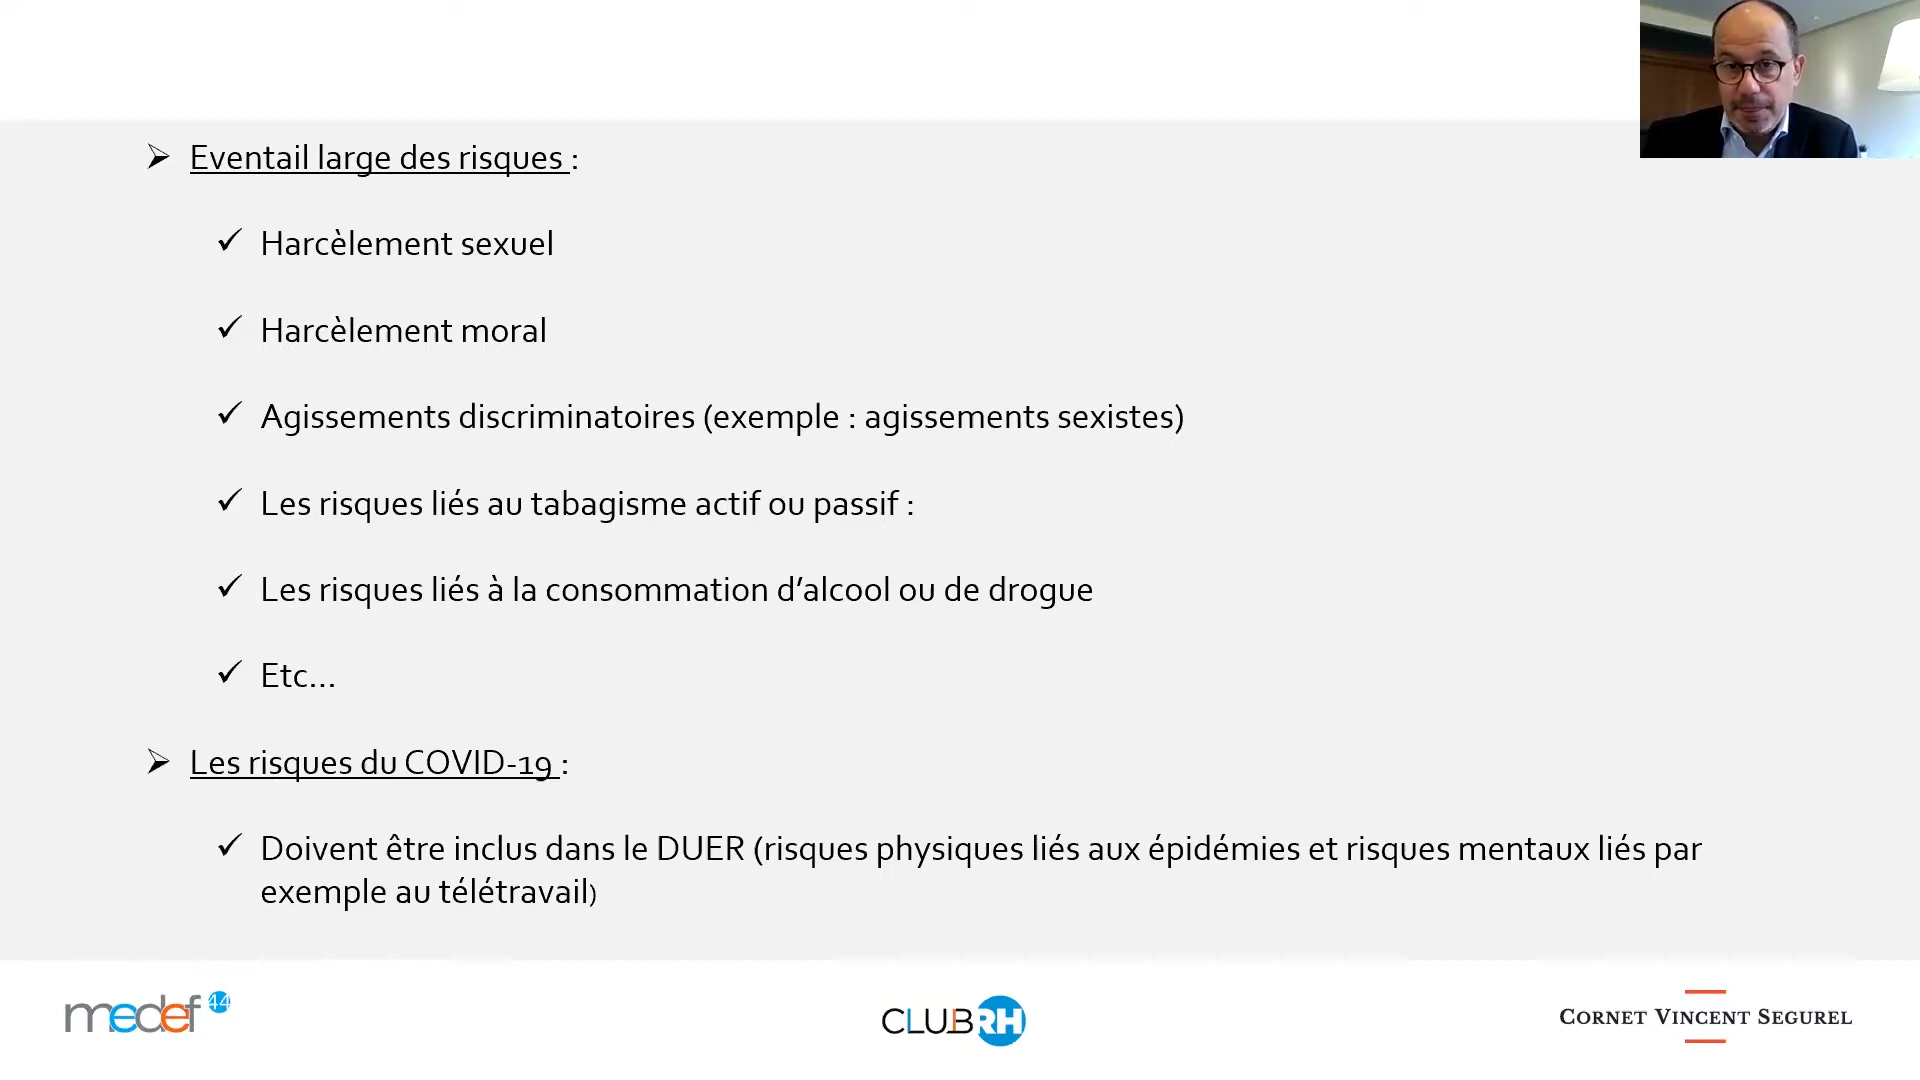 ➢ Eventail large des risques :
✓ Harcèlement sexuel
✓ Harcèlement moral
✓ Agissements discriminatoires (exemple : agissements sexistes)
✓ Les risques liés au tabagisme actif ou passif :
✓ Les risques liés à la consommation d’alcool ou de drogue
✓ Etc…
➢ Les risques du COVID-19 :
✓ Doivent être inclus dans le DUER (risques physiques liés aux épidémies et risques mentaux liés par
exemple au télétravail)
medef 44
CLUBRH
CORNET VINCENT SEGUREL